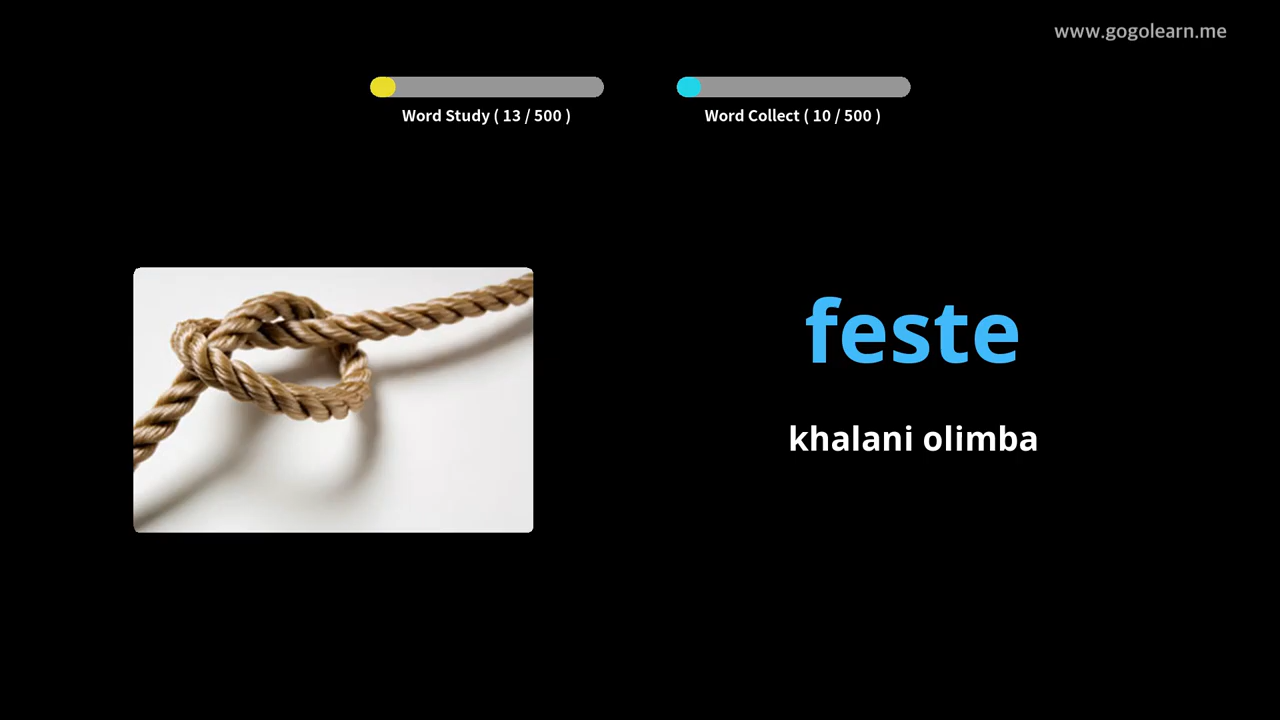 www.gogolearn.me
Word Study ( 13 / 500 )
Word Collect ( 10 / 500 )
feste
khalani olimba